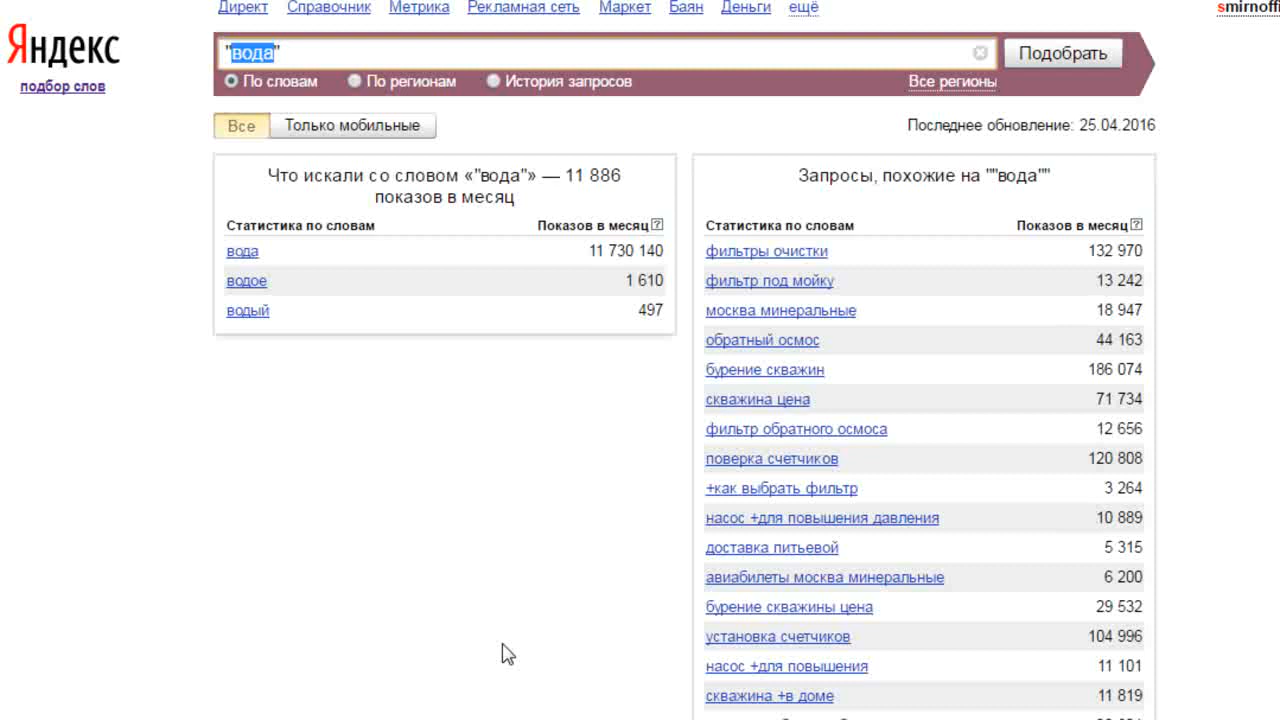 Директ Справочник Метрика Рекламная сеть Маркет Баян Деньги ещё
smirnoffi
Яндекс
подбор слов
"вода"
Подобрать
По словам По регионам История запросов Все регионы
Все Только мобильные
Последнее обновление: 25.04.2016
Что искали со словом «"вода"» — 11 886
показов в месяц
Статистика по словам Показов в месяц ?
вода 11 730 140
водое 1 610
водый 497
Запросы, похожие на ""вода""
Статистика по словам Показов в месяц ?
фильтры очистки 132 970
фильтр под мойку 13 242
москва минеральные 18 947
обратный осмос 44 163
бурение скважин 186 074
скважина цена 71 734
фильтр обратного осмоса 12 656
поверка счетчиков 120 808
+как выбрать фильтр 3 264
насос +для повышения давления 10 889
доставка питьевой 5 315
авиабилеты москва минеральные 6 200
бурение скважины цена 29 532
установка счетчиков 104 996
насос +для повышения 11 101
скважина +в доме 11 819